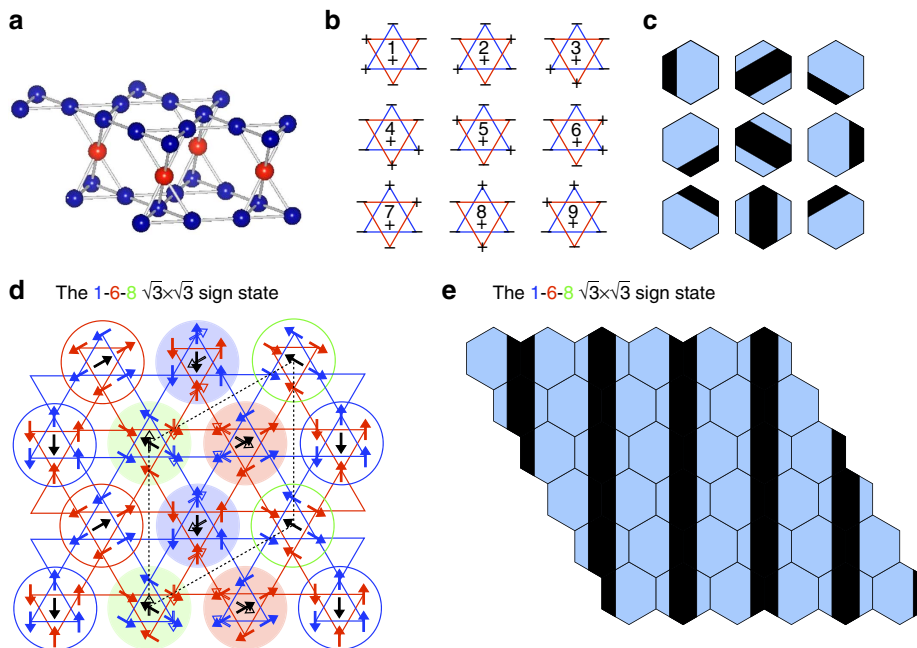 a
b
c
1 2 3
4 5 6
7 8 9
d The 1-6-8 √3×√3 sign state
e The 1-6-8 √3×√3 sign state